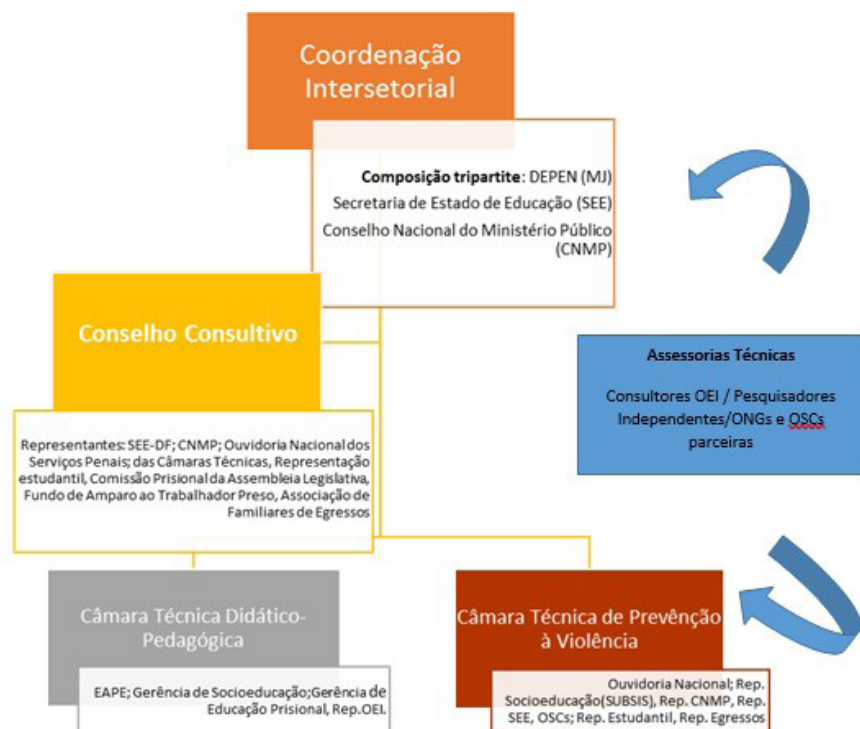 Coordenação
Intersetorial
Composição tripartite: DEPEN (MJ)
Secretaria de Estado de Educação (SEE)
Conselho Nacional do Ministério Público
(CNMP)
Conselho Consultivo
Representantes: SEE-DF; CNMP; Ouvidoria Nacional dos
Serviços Penais; das Câmaras Técnicas, Representação
estudantil, Comissão Prisional da Assembleia Legislativa,
Fundo de Amparo ao Trabalhador Preso, Associação de
Familiares de Egressos
Assessorias Técnicas
Consultores OEI / Pesquisadores
Independentes/ONGs e OSCs
parceiras
Câmara Técnica Didático-
Pedagógica
EAPE; Gerência de Socioeducação;Gerência de
Educação Prisional, Rep.OEI.
Câmara Técnica de Prevênção
à Violência
Ouvidoria Nacional; Rep.
Socioeducação(SUBSIS), Rep. CNMP, Rep.
SEE, OSCs; Rep. Estudantil, Rep. Egressos